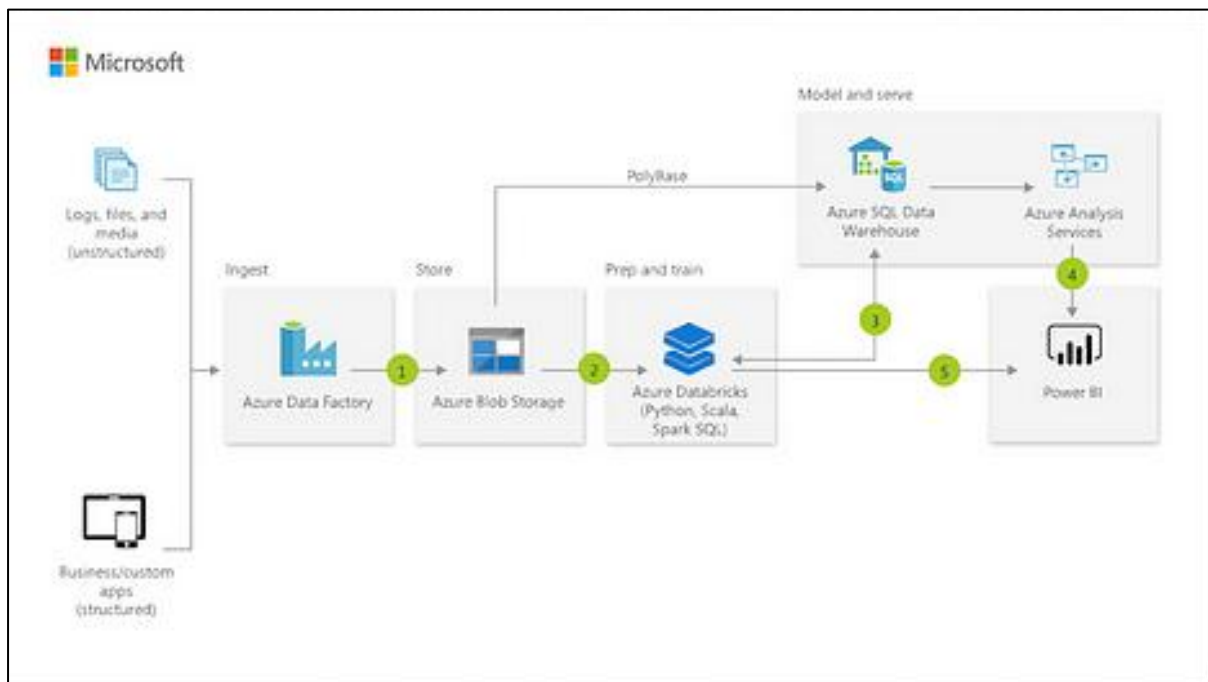 Microsoft
Model and serve
PolyBase
Logs, files, and
media
(unstructured)
Azure SQL Data
Warehouse
Azure Analysis
Services
Ingest
Store
Prep and train
4
3
SQL
1
2
5
Azure Data Factory
Azure Blob Storage
Azure Databricks
(Python, Scala,
Spark SQL)
Power BI
Business/custom
apps
(structured)